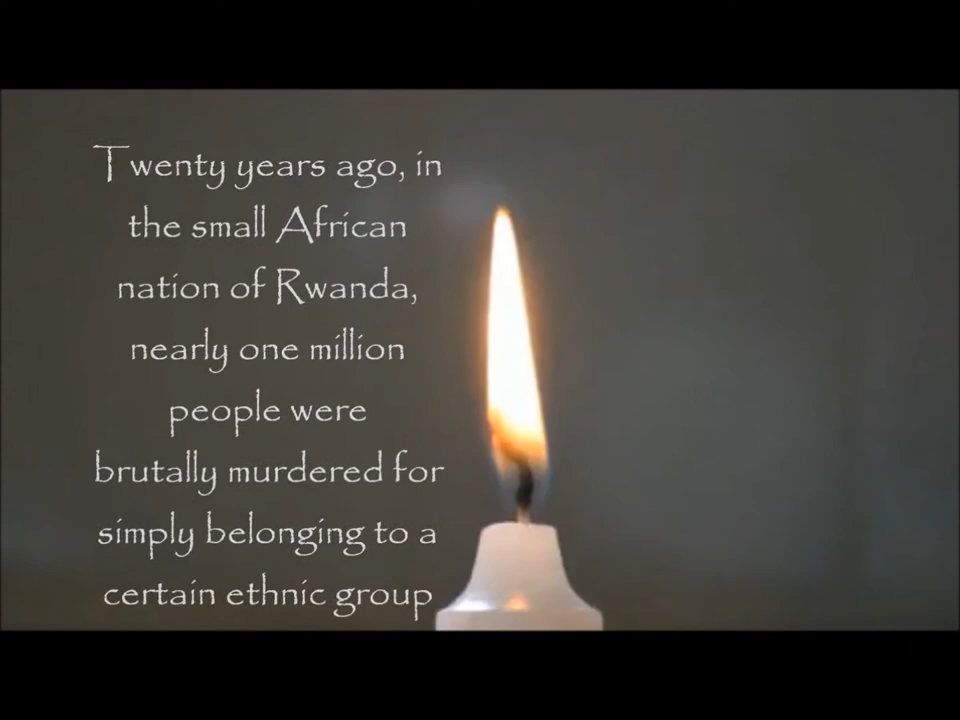 Twenty years ago, in
the small African
nation of Rwanda,
nearly one million
people were
brutally murdered for
simply belonging to a
certain ethnic group